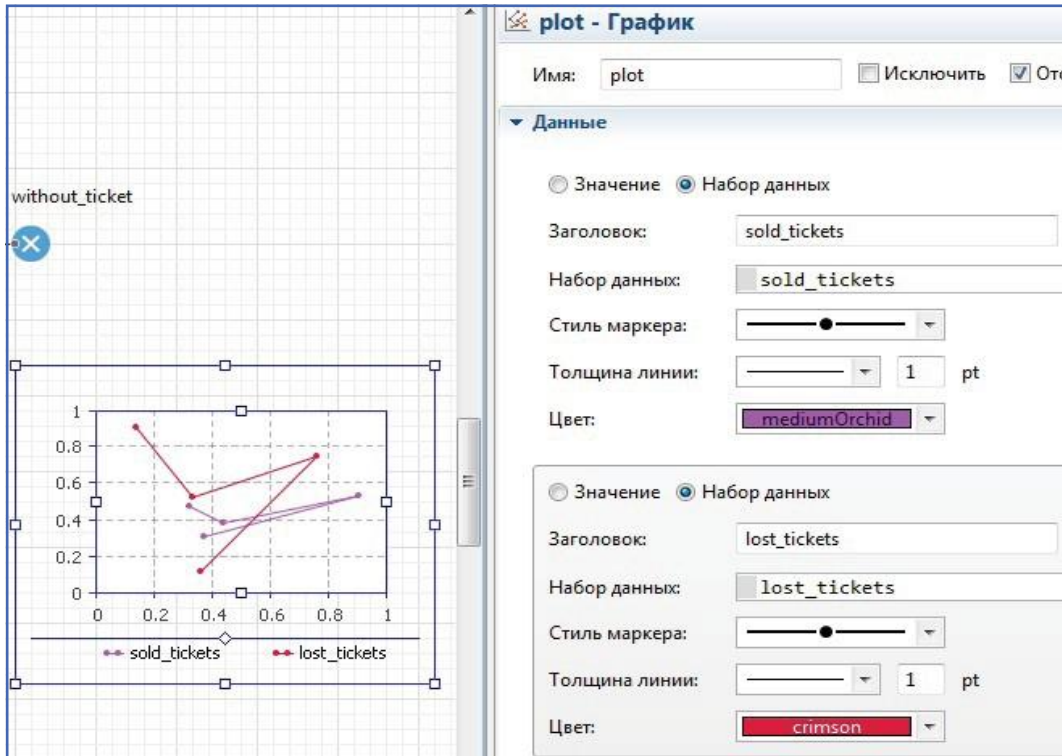 without_ticket
1
0.8
0.6
0.4
0.2
0
0 0.2 0.4 0.6 0.8 1
sold_tickets lost_tickets
plot - График
Имя: plot Исключить
Данные
Значение Набор данных
Заголовок: sold_tickets
Набор данных: sold_tickets
Стиль маркера:
Толщина линии: 1 pt
Цвет: mediumOrchid
Значение Набор данных
Заголовок: lost_tickets
Набор данных: lost_tickets
Стиль маркера:
Толщина линии: 1 pt
Цвет: crimson